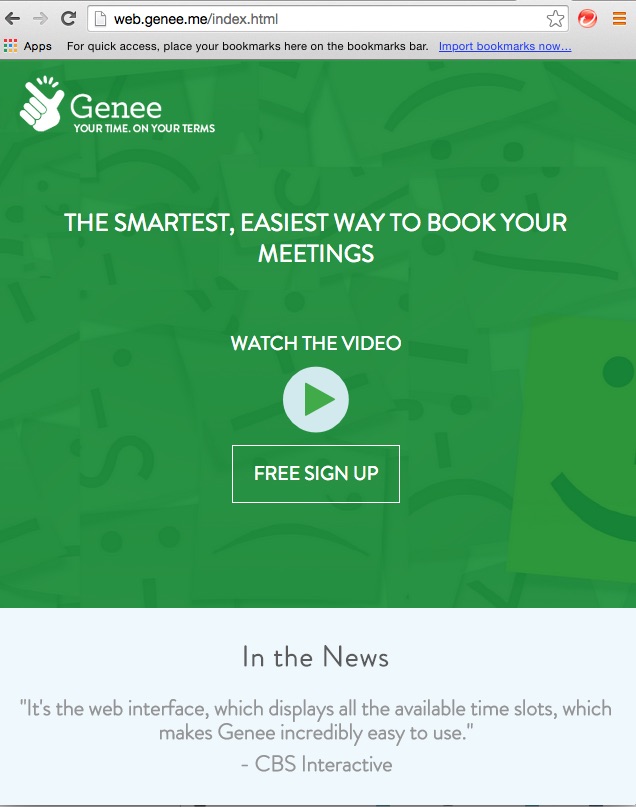 web.genee.me/index.html
Apps For quick access, place your bookmarks here on the bookmarks bar. Import bookmarks now...
Genee
YOUR TIME. ON YOUR TERMS
THE SMARTEST, EASIEST WAY TO BOOK YOUR
MEETINGS
WATCH THE VIDEO
FREE SIGN UP
In the News
"It's the web interface, which displays all the available time slots, which
makes Genee incredibly easy to use."
- CBS Interactive